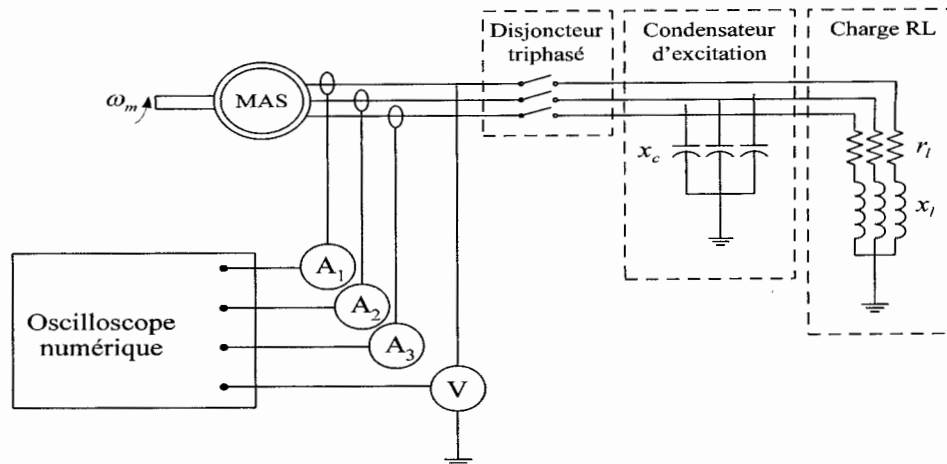 Disjoncteur
triphasé
Condensateur
d'excitation
Charge RL
ω_m
MAS
x_c
r_l
x_l
A_1
A_2
A_3
V
Oscilloscope
numérique